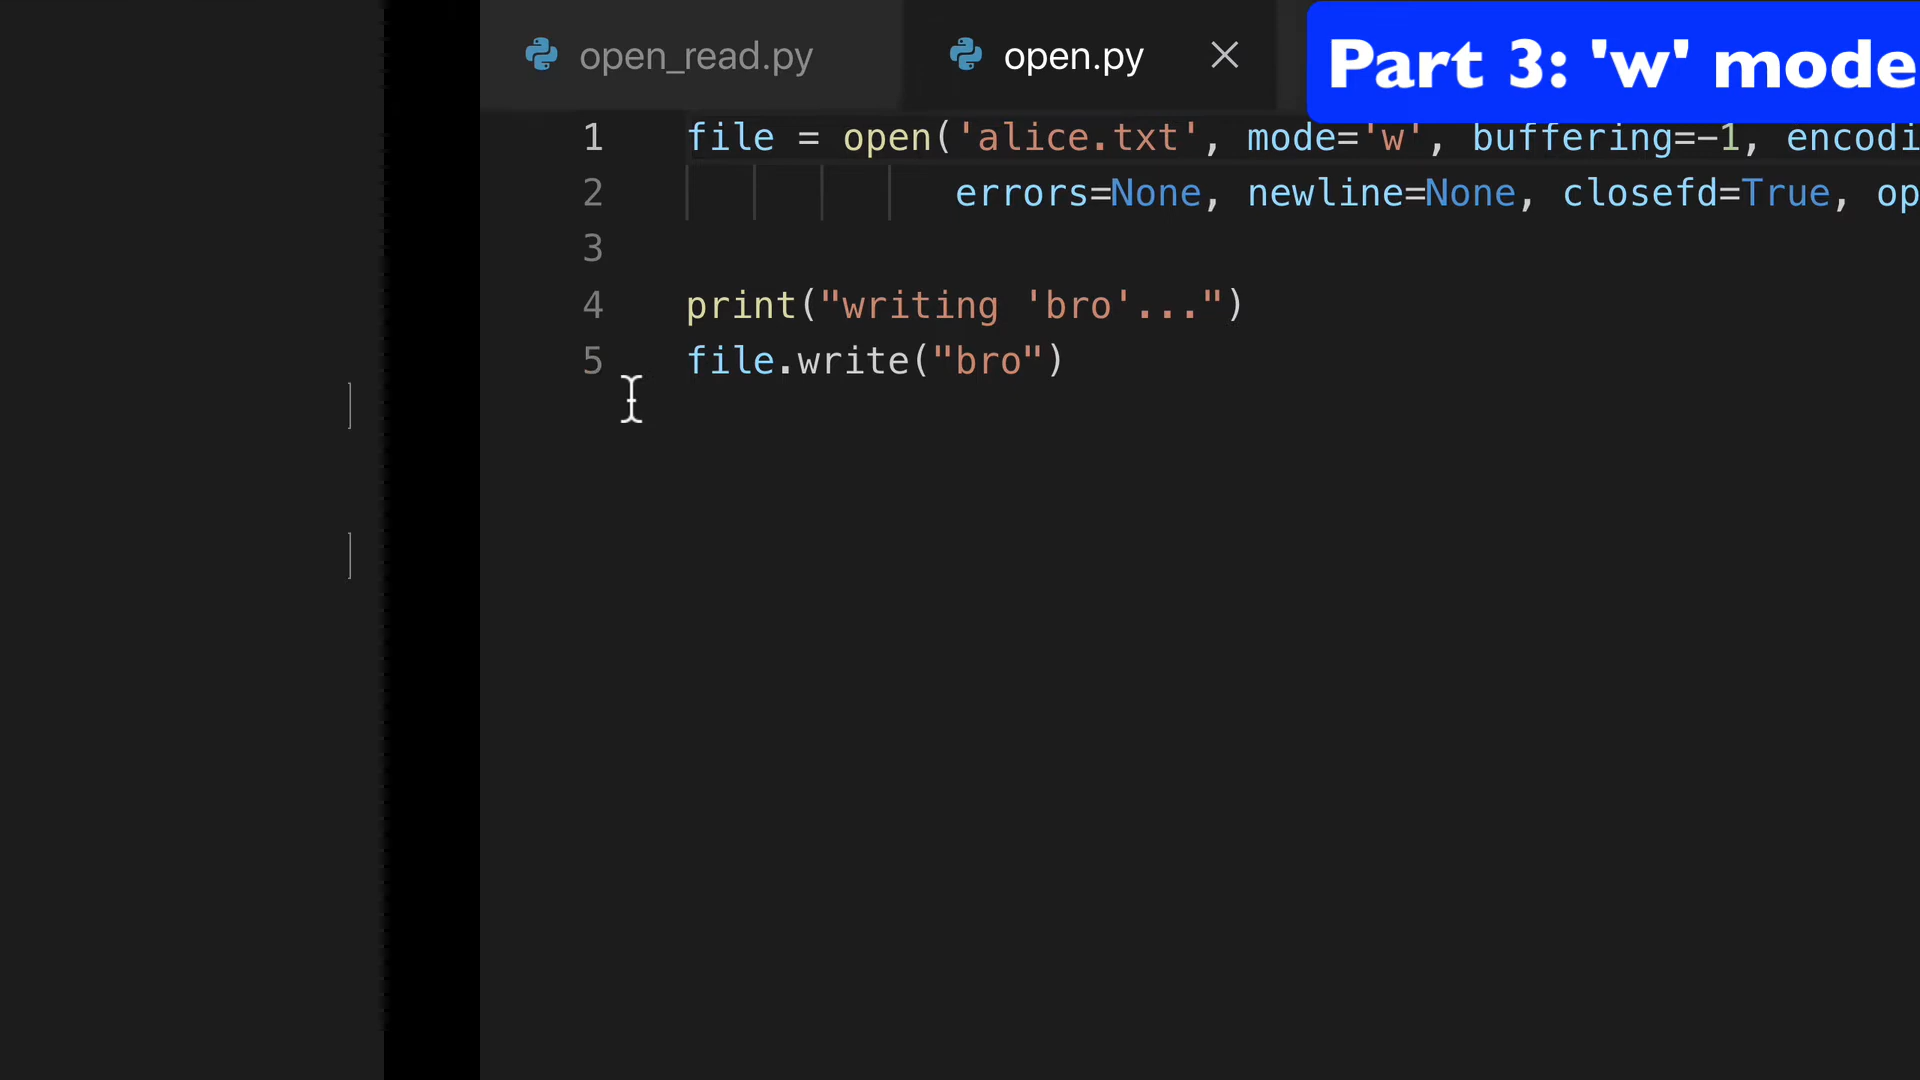 open_read.py open.py Part 3: 'w' mode
1 file = open('alice.txt', mode='w', buffering=-1, encodi
2 errors=None, newline=None, closefd=True, op
3
4 print("writing 'bro'...")
5 file.write("bro")
]
]